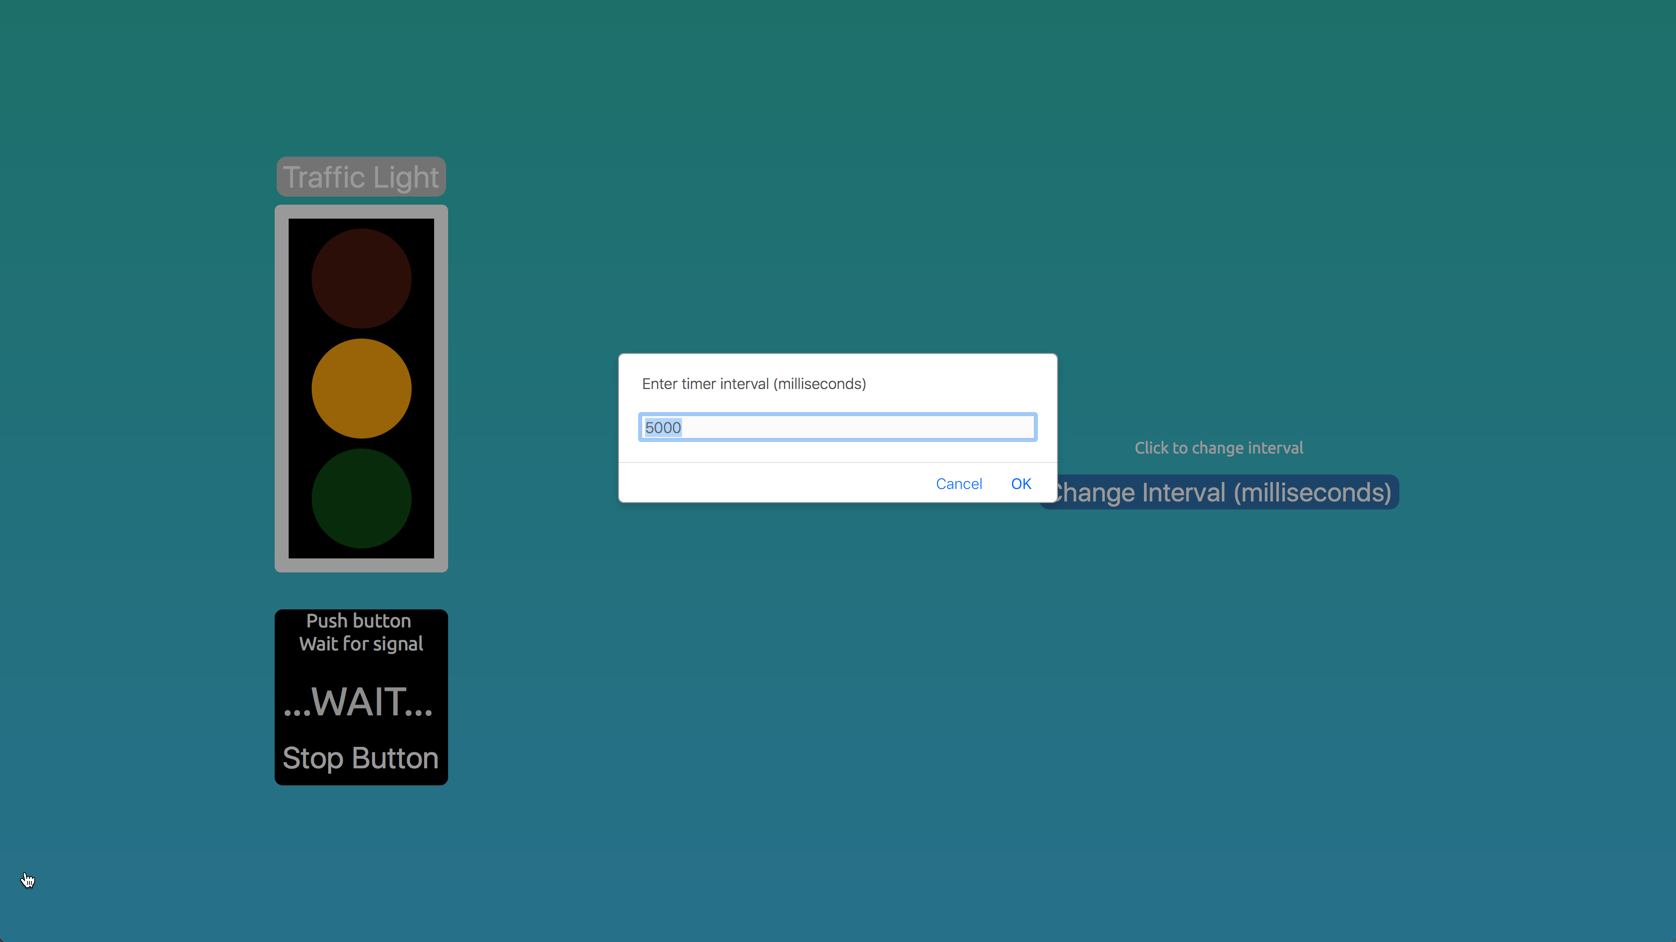 Traffic Light
Push button
Wait for signal
...WAIT...
Stop Button
Enter timer interval (milliseconds)
5000
Cancel OK
Click to change interval
Change Interval (milliseconds)